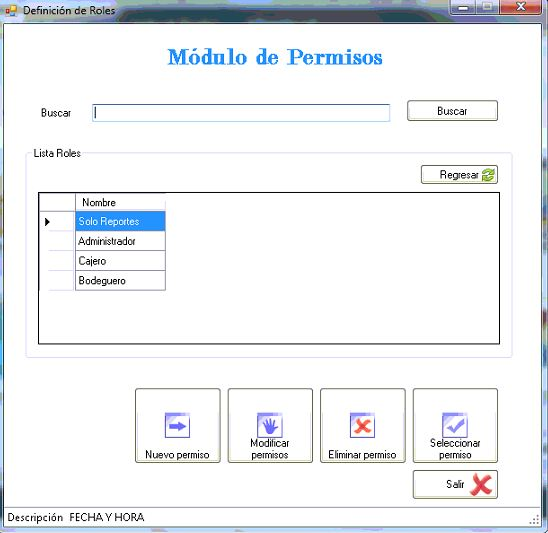 Definición de Roles
Módulo de Permisos
Buscar
Buscar
Lista Roles
Regresar
Nombre
Solo Reportes
Administrador
Cajero
Bodeguero
Nuevo permiso
Modificar
permisos
Eliminar permiso
Seleccionar
permiso
Salir
Descripción FECHA Y HORA